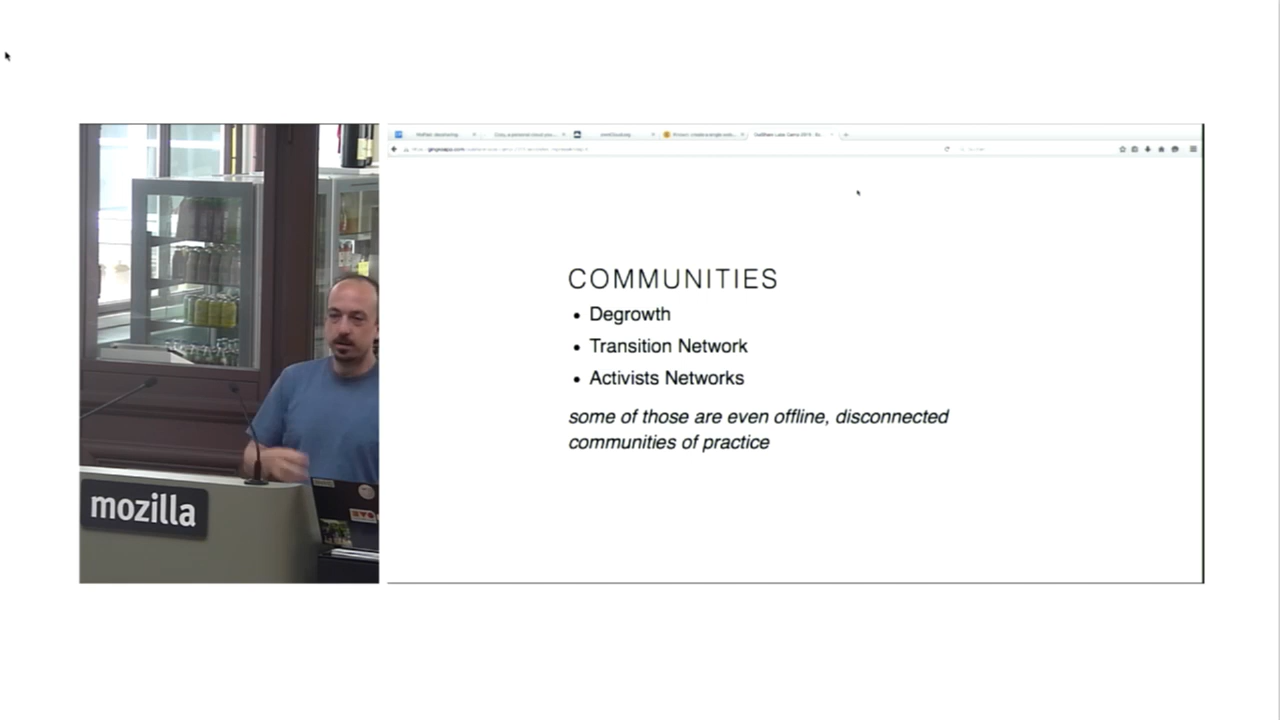 COMMUNITIES
• Degrowth
• Transition Network
• Activists Networks
some of those are even offline, disconnected
communities of practice
mozilla